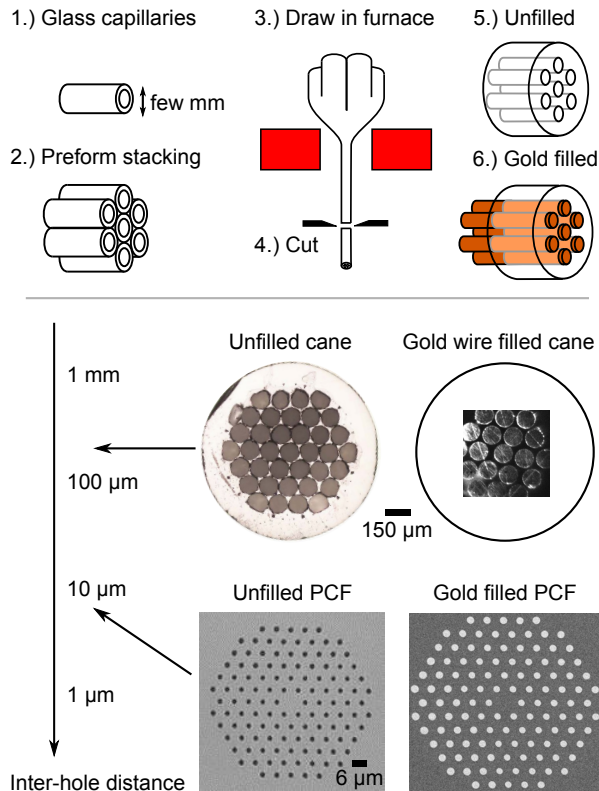 1.) Glass capillaries
3.) Draw in furnace
5.) Unfilled
few mm
2.) Preform stacking
6.) Gold filled
4.) Cut
Unfilled cane
Gold wire filled cane
1 mm
100 µm
150 µm
10 µm
Unfilled PCF
Gold filled PCF
1 µm
6 µm
Inter-hole distance